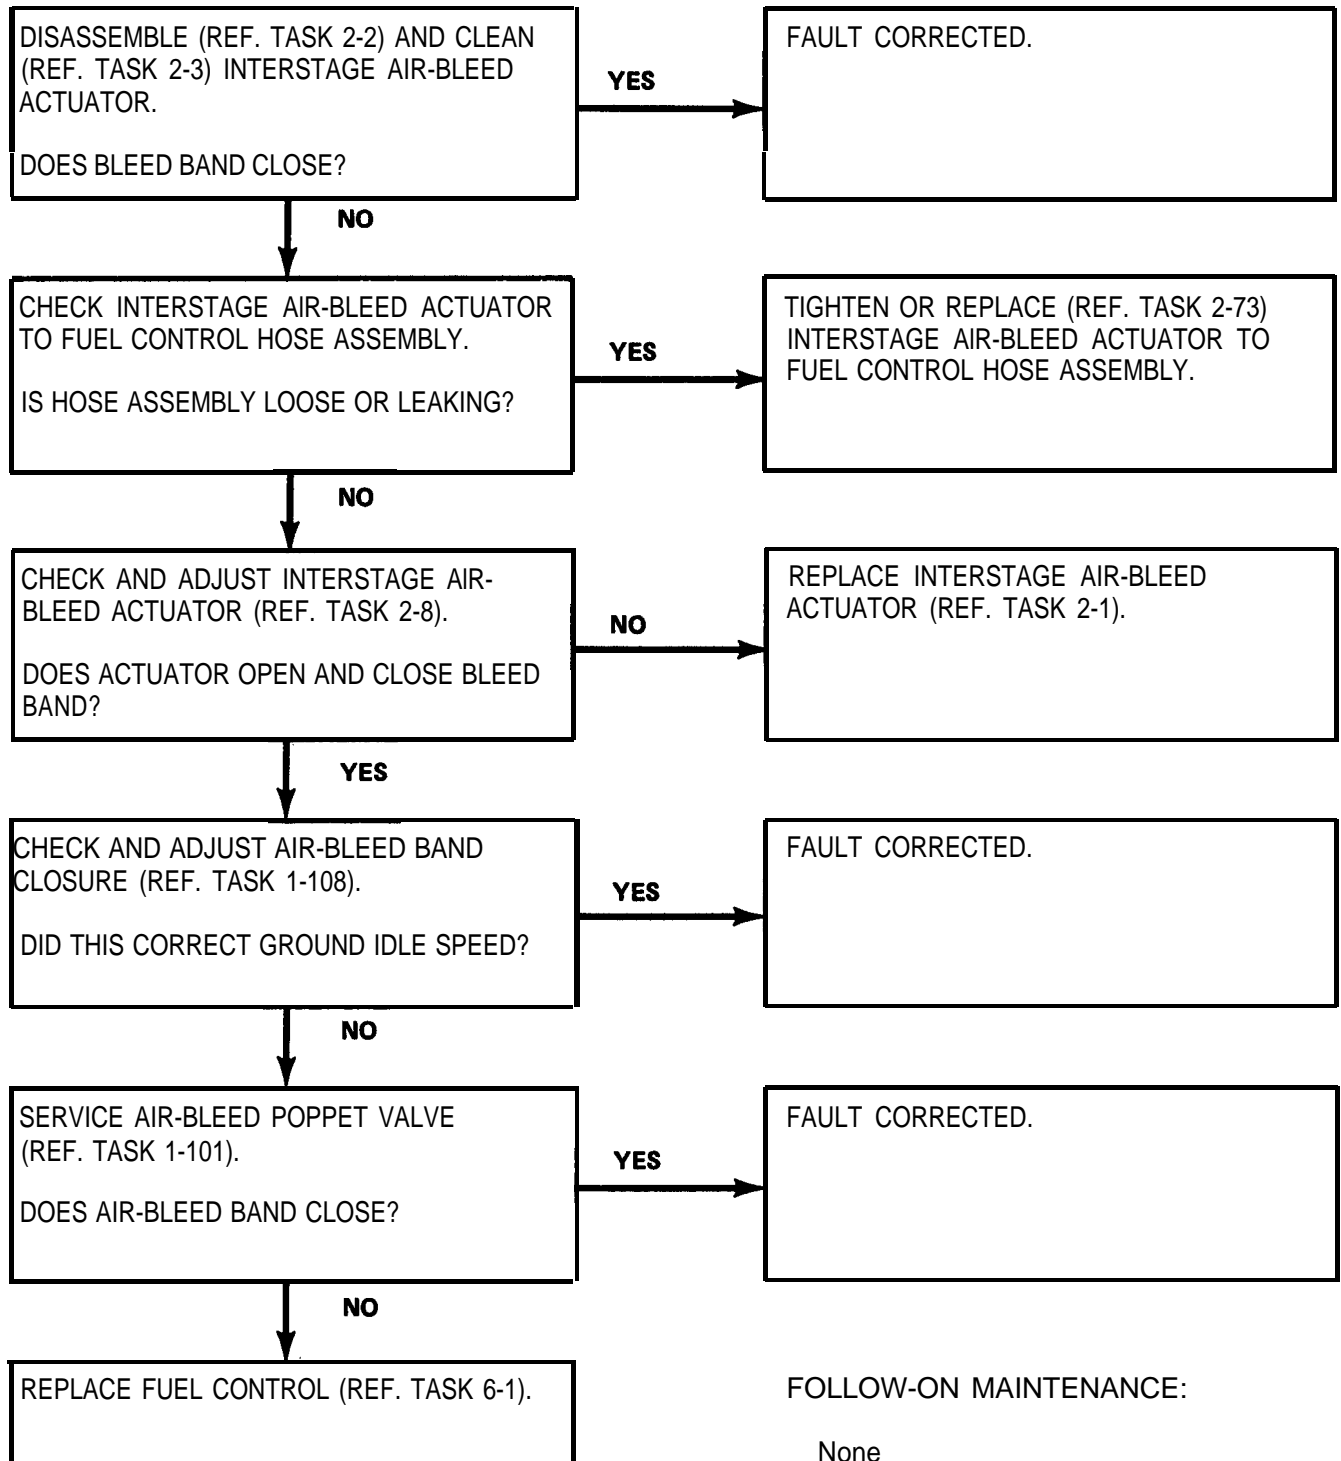 DISASSEMBLE (REF. TASK 2-2) AND CLEAN
(REF. TASK 2-3) INTERSTAGE AIR-BLEED
ACTUATOR.
DOES BLEED BAND CLOSE?
YES
FAULT CORRECTED.
NO
CHECK INTERSTAGE AIR-BLEED ACTUATOR
TO FUEL CONTROL HOSE ASSEMBLY.
IS HOSE ASSEMBLY LOOSE OR LEAKING?
YES
TIGHTEN OR REPLACE (REF. TASK 2-73)
INTERSTAGE AIR-BLEED ACTUATOR TO
FUEL CONTROL HOSE ASSEMBLY.
NO
CHECK AND ADJUST INTERSTAGE AIR-
BLEED ACTUATOR (REF. TASK 2-8).
DOES ACTUATOR OPEN AND CLOSE BLEED
BAND?
NO
REPLACE INTERSTAGE AIR-BLEED
ACTUATOR (REF. TASK 2-1).
YES
CHECK AND ADJUST AIR-BLEED BAND
CLOSURE (REF. TASK 1-108).
DID THIS CORRECT GROUND IDLE SPEED?
YES
FAULT CORRECTED.
NO
SERVICE AIR-BLEED POPPET VALVE
(REF. TASK 1-101).
DOES AIR-BLEED BAND CLOSE?
YES
FAULT CORRECTED.
NO
REPLACE FUEL CONTROL (REF. TASK 6-1).
FOLLOW-ON MAINTENANCE:
None